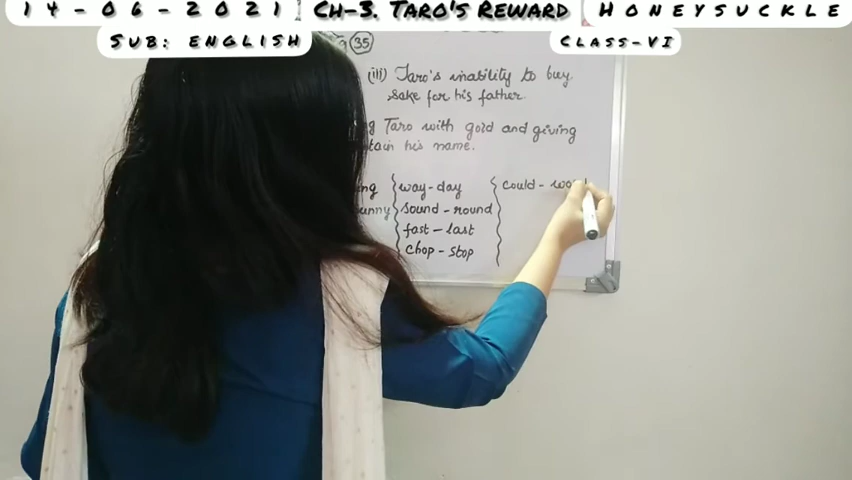 14-06-2021 CH-3. TARO'S REWARD HONEYSUCKLE
SUB: ENGLISH CLASS-VI
35
(iii) Taro's inability to buy
sake for his father.
Taro with gold and giving
his name.
way-day could -
sound - round
fast - last
chop - stop